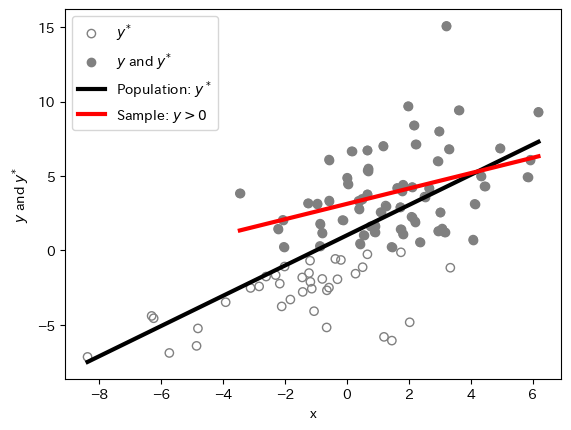 y*
y and y*
Population: y*
Sample: y > 0
15
10
5
0
−5
y and y*
−8 −6 −4 −2 0 2 4 6
x